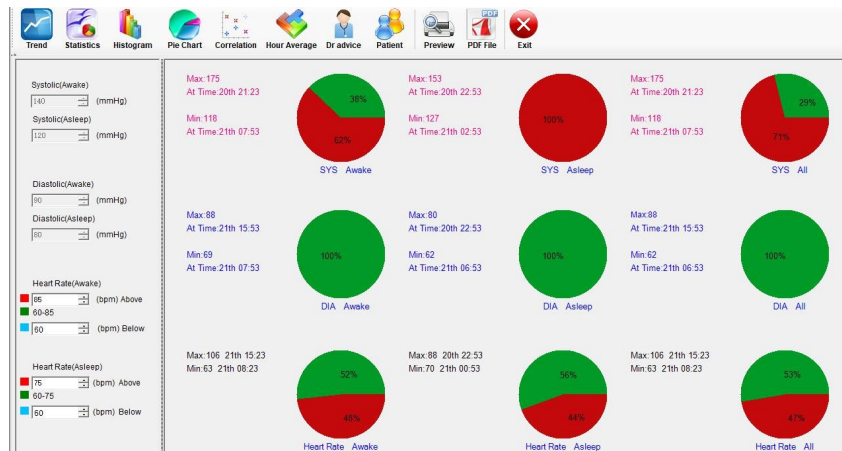 Trend Statistics Histogram Pie Chart Correlation Hour Average Dr advice Patient Preview PDF File Exit
PDF
Systolic(Awake)
140 (mmHg)
Systolic(Asleep)
120 (mmHg)
Diastolic(Awake)
90 (mmHg)
Diastolic(Asleep)
80 (mmHg)
Heart Rate(Awake)
85 (bpm) Above
60-85
60 (bpm) Below
Heart Rate(Asleep)
75 (bpm) Above
60-75
60 (bpm) Below
Max:175
At Time:20th 21:23
Min:118
At Time:21th 07:53
38%
62%
SYS Awake
Max:153
At Time:20th 22:53
Min:127
At Time:21th 02:53
100%
SYS Asleep
Max:175
At Time:20th 21:23
Min:118
At Time:21th 07:53
29%
71%
SYS All
Max:88
At Time:21th 15:53
Min:69
At Time:21th 07:53
100%
DIA Awake
Max:80
At Time:20th 22:53
Min:62
At Time:21th 06:53
100%
DIA Asleep
Max:88
At Time:21th 15:53
Min:62
At Time:21th 06:53
100%
DIA All
Max:106 21th 15:23
Min:63 21th 08:23
52%
48%
Heart Rate Awake
Max:88 20th 22:53
Min:70 21th 00:53
56%
44%
Heart Rate Asleep
Max:106 21th 15:23
Min:63 21th 08:23
53%
47%
Heart Rate All